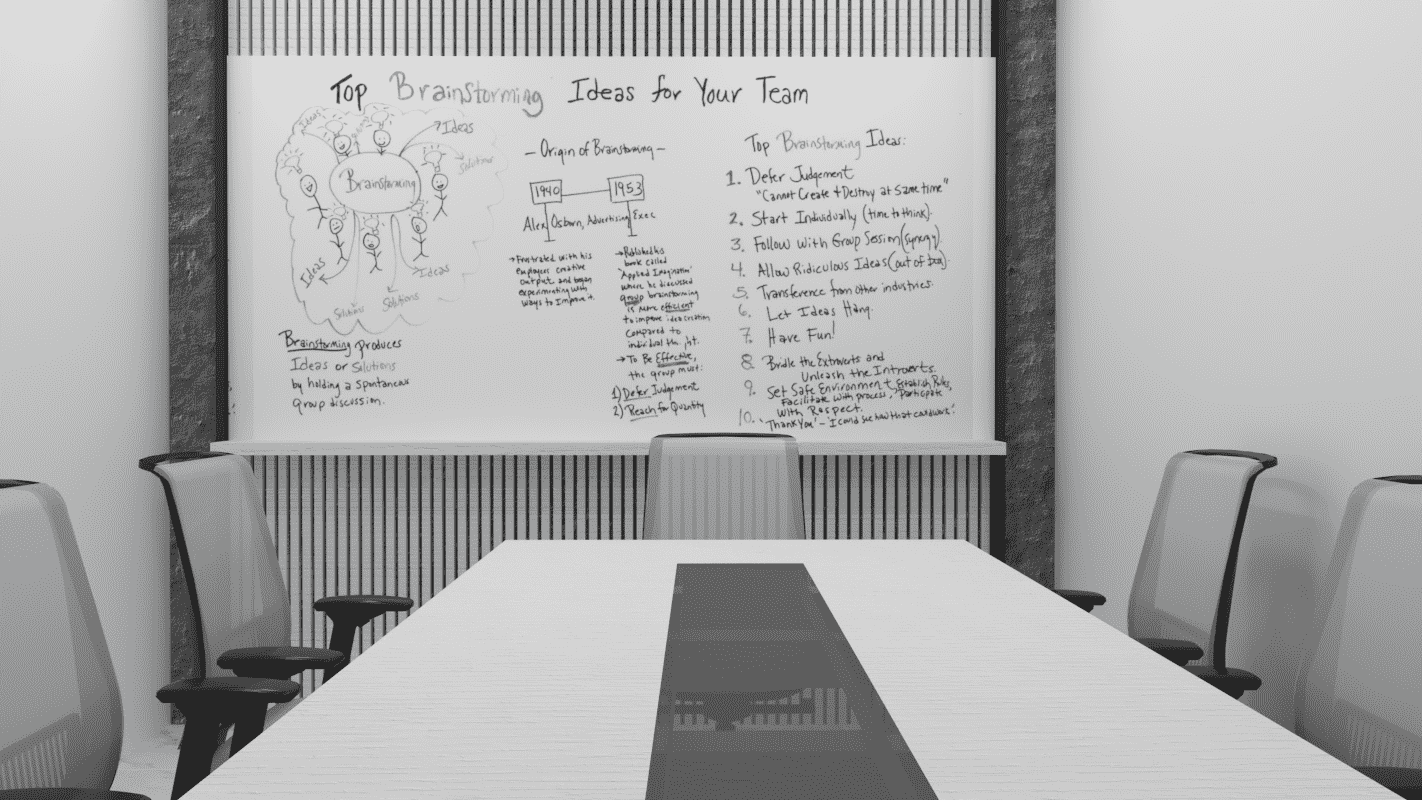 Top Brainstorming Ideas for Your Team
Ideas
Ideas
Solutions
Brainstorming
Ideas
Ideas
Solutions
Solutions
Brainstorming produces
Ideas or Solutions
by holding a spontaneous
group discussion.
- Origin of Brainstorming -
1940
1953
Alex Osborn, Advertising Exec
→ Frustrated with his
employees creative
output and began
experimenting with
ways to Improve it.
→ Published his
book called
"Applied Imagination"
where he discussed
group brainstorming
is more efficient
to improve idea creation
compared to
individual
→ To Be Effective,
the group must:
1) Defer Judgement
2) Reach for Quantity
Top Brainstorming Ideas:
1. Defer Judgement
"Cannot Create + Destroy at Same time"
2. Start Individually (time to think).
3. Follow with Group Session (synergy).
4. Allow Ridiculous Ideas (out of box).
5. Transference from other industries.
6. Let Ideas Hang.
7. Have Fun!
8. Bridle the Extroverts and
Unleash the Introverts.
9. Set Safe Environment Establish Rules,
Facilitate with process, Participate
With Respect.
10. "Thank You" - "I could see how that could work".